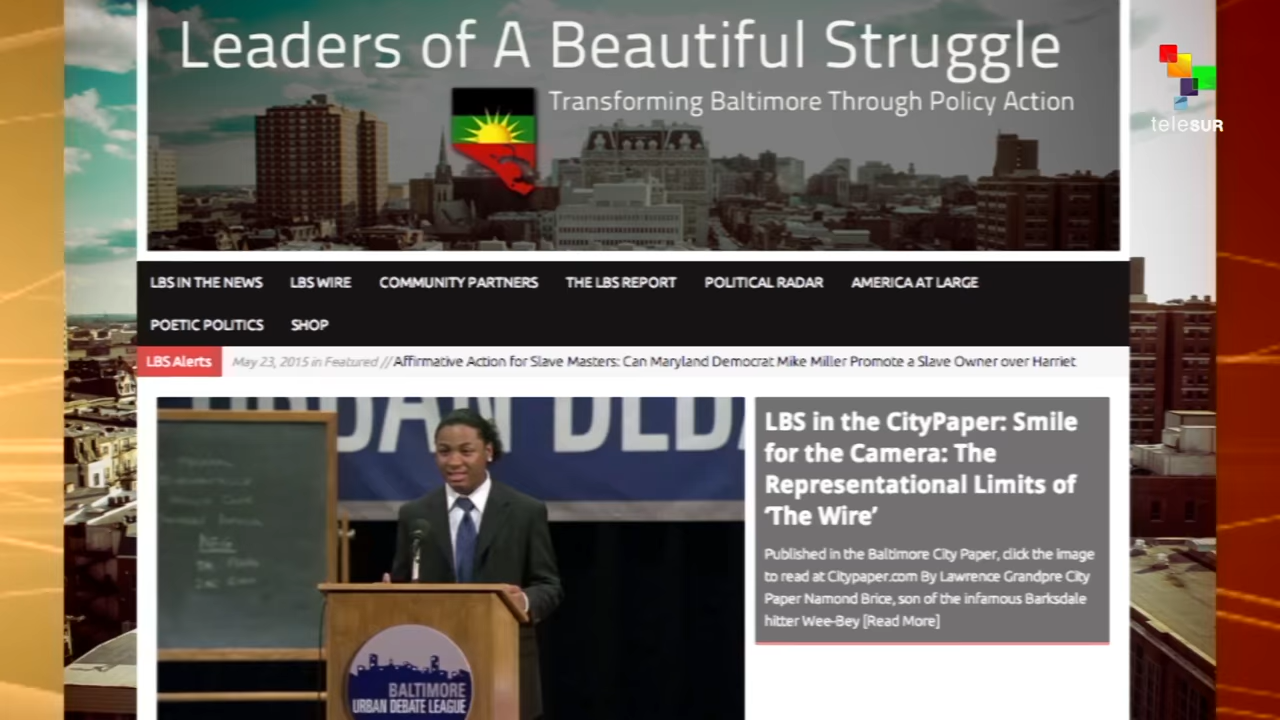 Leaders of A Beautiful Struggle
Transforming Baltimore Through Policy Action
teleSUR
LBS IN THE NEWS LBS WIRE COMMUNITY PARTNERS THE LBS REPORT POLITICAL RADAR AMERICA AT LARGE
POETIC POLITICS SHOP
LBS Alerts May 23, 2015 in Featured // Affirmative Action for Slave Masters: Can Maryland Democrat Mike Miller Promote a Slave Owner over Harriet
URBAN DEBA
LBS in the CityPaper: Smile
for the Camera: The
Representational Limits of
‘The Wire’
Published in the Baltimore City Paper, click the image
to read at Citypaper.com By Lawrence Grandpre City
Paper Namond Brice, son of the infamous Barksdale
hitter Wee-Bey [Read More]
NEG
BALTIMORE
URBAN DEBATE LEAGUE